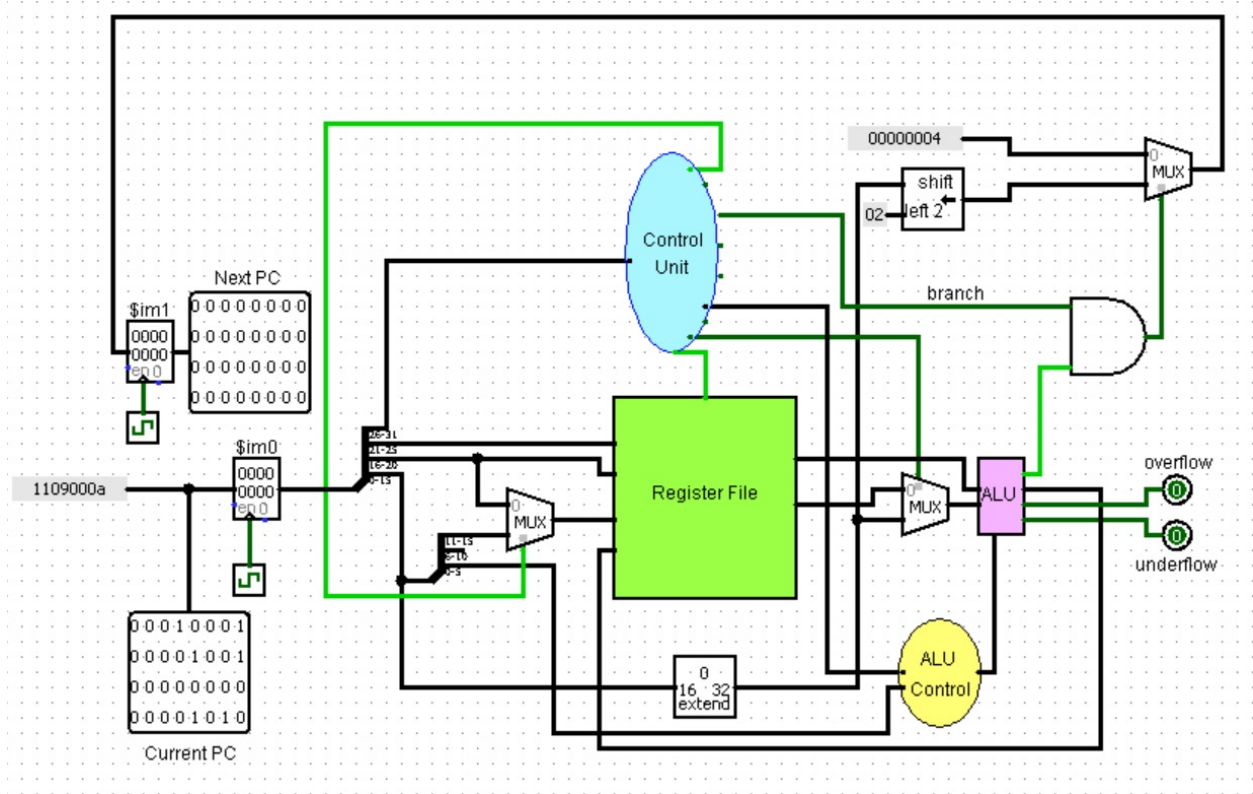 00000004
0
MUX
shift
left 2
02
Control
Unit
branch
Next PC
$im1
0000
0000
en 0
0 0 0 0 0 0 0 0
0 0 0 0 0 0 0 0
0 0 0 0 0 0 0 0
0 0 0 0 0 0 0 0
26-31
21-25
16-20
0-15
$im0
0000
0000
en 0
1109000a
0
MUX
11-15
6-10
0-5
Register File
0
MUX
ALU
overflow
0
0
underflow
0 0 0 1 0 0 0 1
0 0 0 0 1 0 0 1
0 0 0 0 0 0 0 0
0 0 0 0 1 0 1 0
Current PC
0
16 32
extend
ALU
Control